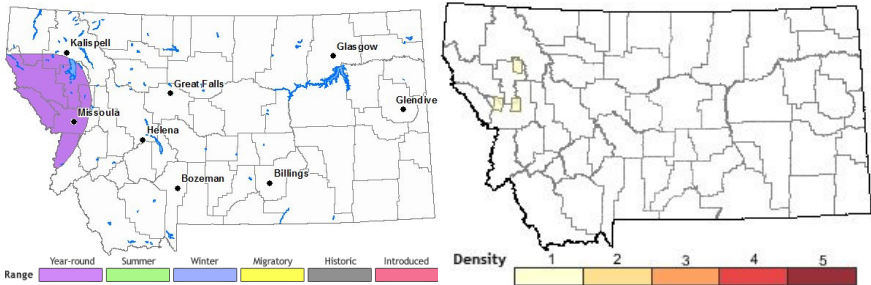 Kalispell
Glasgow
Great Falls
Glendive
Missoula
Helena
Bozeman
Billings
Range Year-round Summer Winter Migratory Historic Introduced
Density 1 2 3 4 5